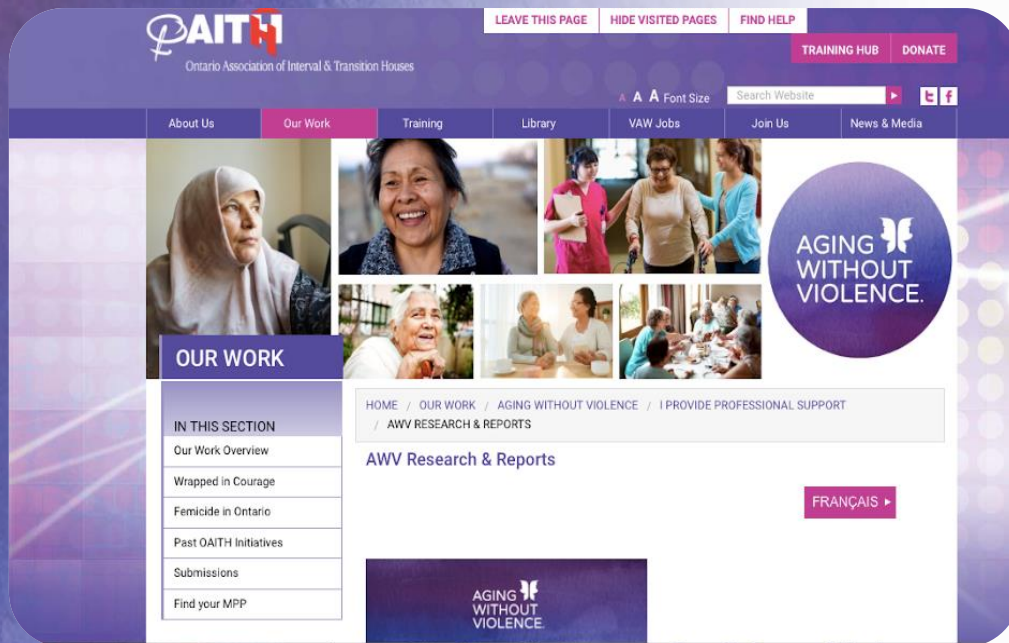 LEAVE THIS PAGE
HIDE VISITED PAGES
FIND HELP
OAITH
Ontario Association of Interval & Transition Houses
TRAINING HUB
DONATE
A A A Font Size
Search Website
About Us
Our Work
Training
Library
VAW Jobs
Join Us
News & Media
AGING
WITHOUT
VIOLENCE.
OUR WORK
IN THIS SECTION
Our Work Overview
Wrapped in Courage
Femicide in Ontario
Past OAITH Initiatives
Submissions
Find your MPP
HOME / OUR WORK / AGING WITHOUT VIOLENCE / I PROVIDE PROFESSIONAL SUPPORT
/ AWV RESEARCH & REPORTS
AWV Research & Reports
FRANÇAIS
AGING
WITHOUT
VIOLENCE.